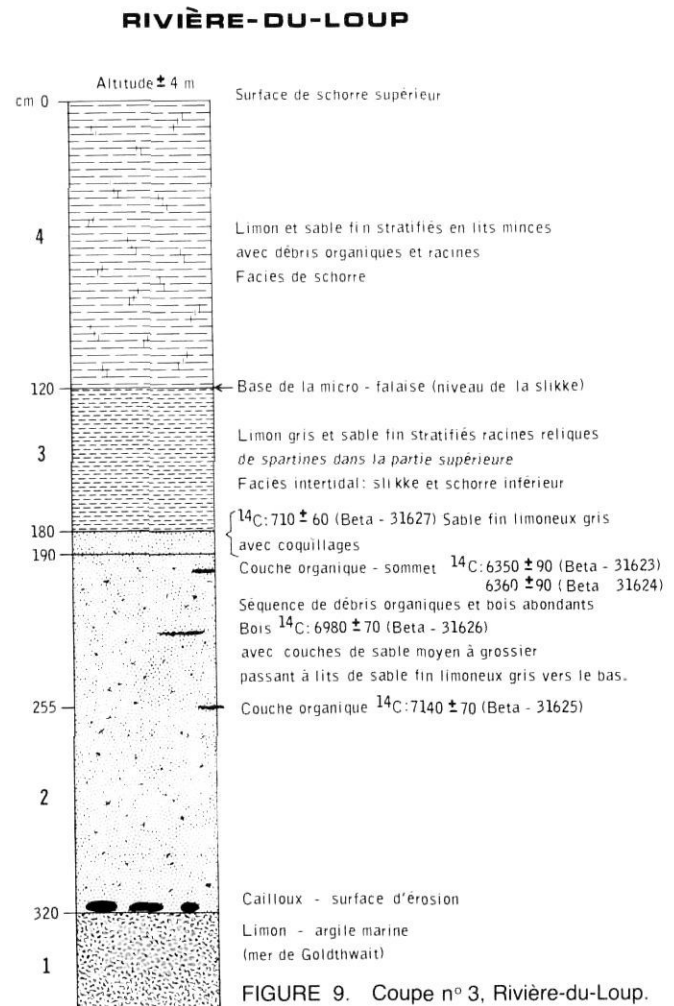 RIVIÈRE-DU-LOUP
Altitude ± 4 m
cm 0
Surface de schorre supérieur
4
Limon et sable fin stratifiés en lits minces
avec débris organiques et racines
Facies de schorre
120
Base de la micro - falaise (niveau de la slikke)
3
Limon gris et sable fin stratifiés racines reliques
de spartines dans la partie supérieure
Facies intertidal: slikke et schorre inférieur
180
14C: 710 ± 60 (Beta - 31627) Sable fin limoneux gris
avec coquillages
190
Couche organique - sommet 14C: 6350 ± 90 (Beta - 31623)
6360 ± 90 (Beta 31624)
Séquence de débris organiques et bois abondants
Bois 14C: 6980 ± 70 (Beta - 31626)
avec couches de sable moyen à grossier
passant à lits de sable fin limoneux gris vers le bas.
255
Couche organique 14C: 7140 ± 70 (Beta - 31625)
2
Cailloux - surface d'érosion
320
Limon - argile marine
(mer de Goldthwait)
1
FIGURE 9. Coupe nº 3, Rivière-du-Loup.